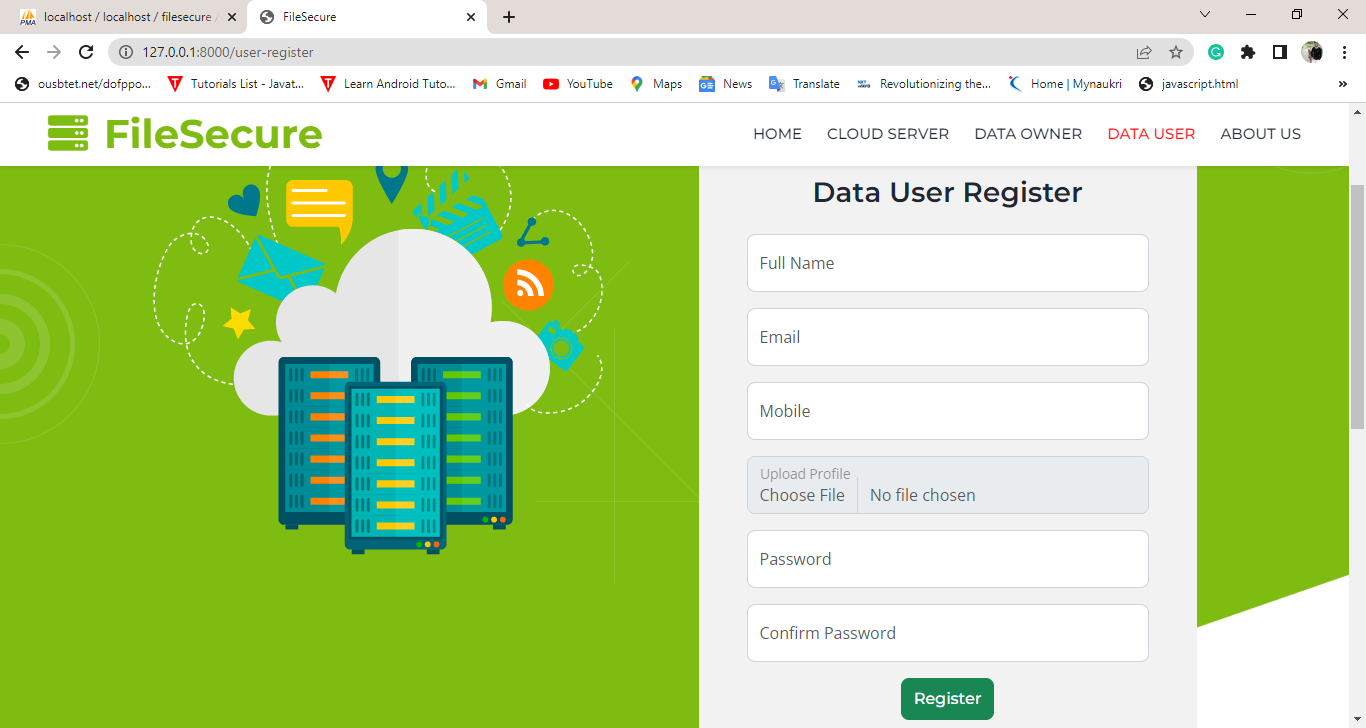 PMA
localhost / localhost / filesecure /
FileSecure
127.0.0.1:8000/user-register
ousbtet.net/dofppo...
Tutorials List - Javat...
Learn Android Tuto...
Gmail
YouTube
Maps
News
Translate
Revolutionizing the...
Home | Mynaukri
javascript.html
»
FileSecure
HOME
CLOUD SERVER
DATA OWNER
DATA USER
ABOUT US
Data User Register
Full Name
Email
Mobile
Upload Profile
Choose File
No file chosen
Password
Confirm Password
Register